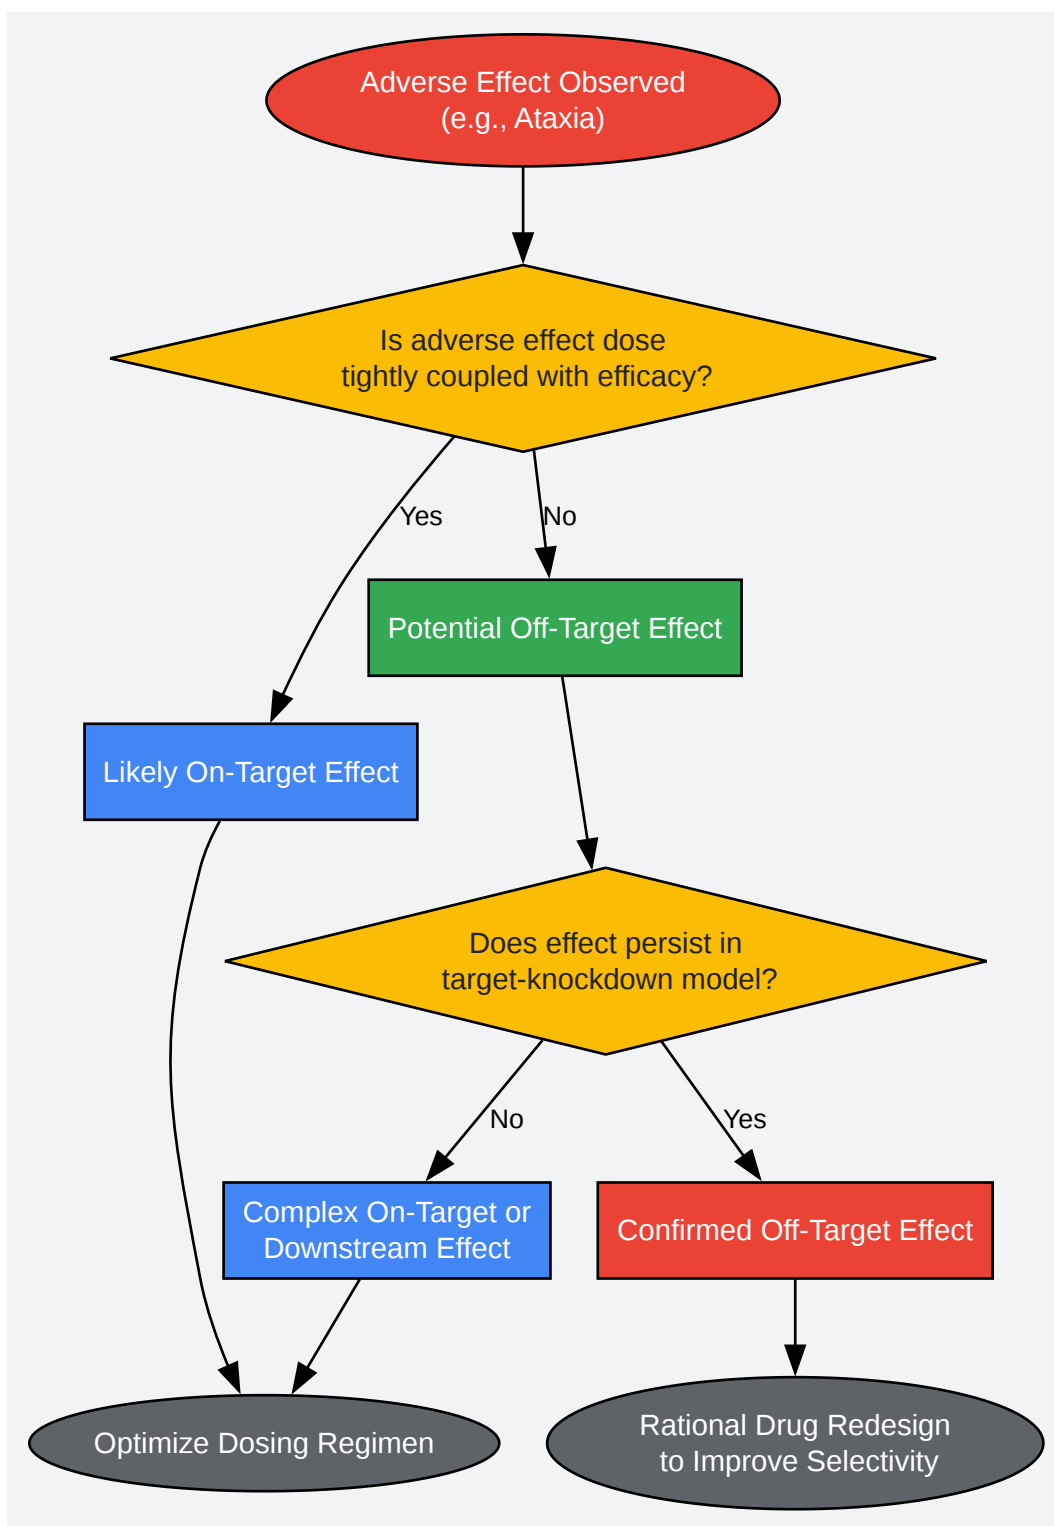 Adverse Effect Observed
(e.g., Ataxia)
Is adverse effect dose
tightly coupled with efficacy?
Yes
No
Potential Off-Target Effect
Likely On-Target Effect
Does effect persist in
target-knockdown model?
No
Yes
Complex On-Target or
Downstream Effect
Confirmed Off-Target Effect
Optimize Dosing Regimen
Rational Drug Redesign
to Improve Selectivity